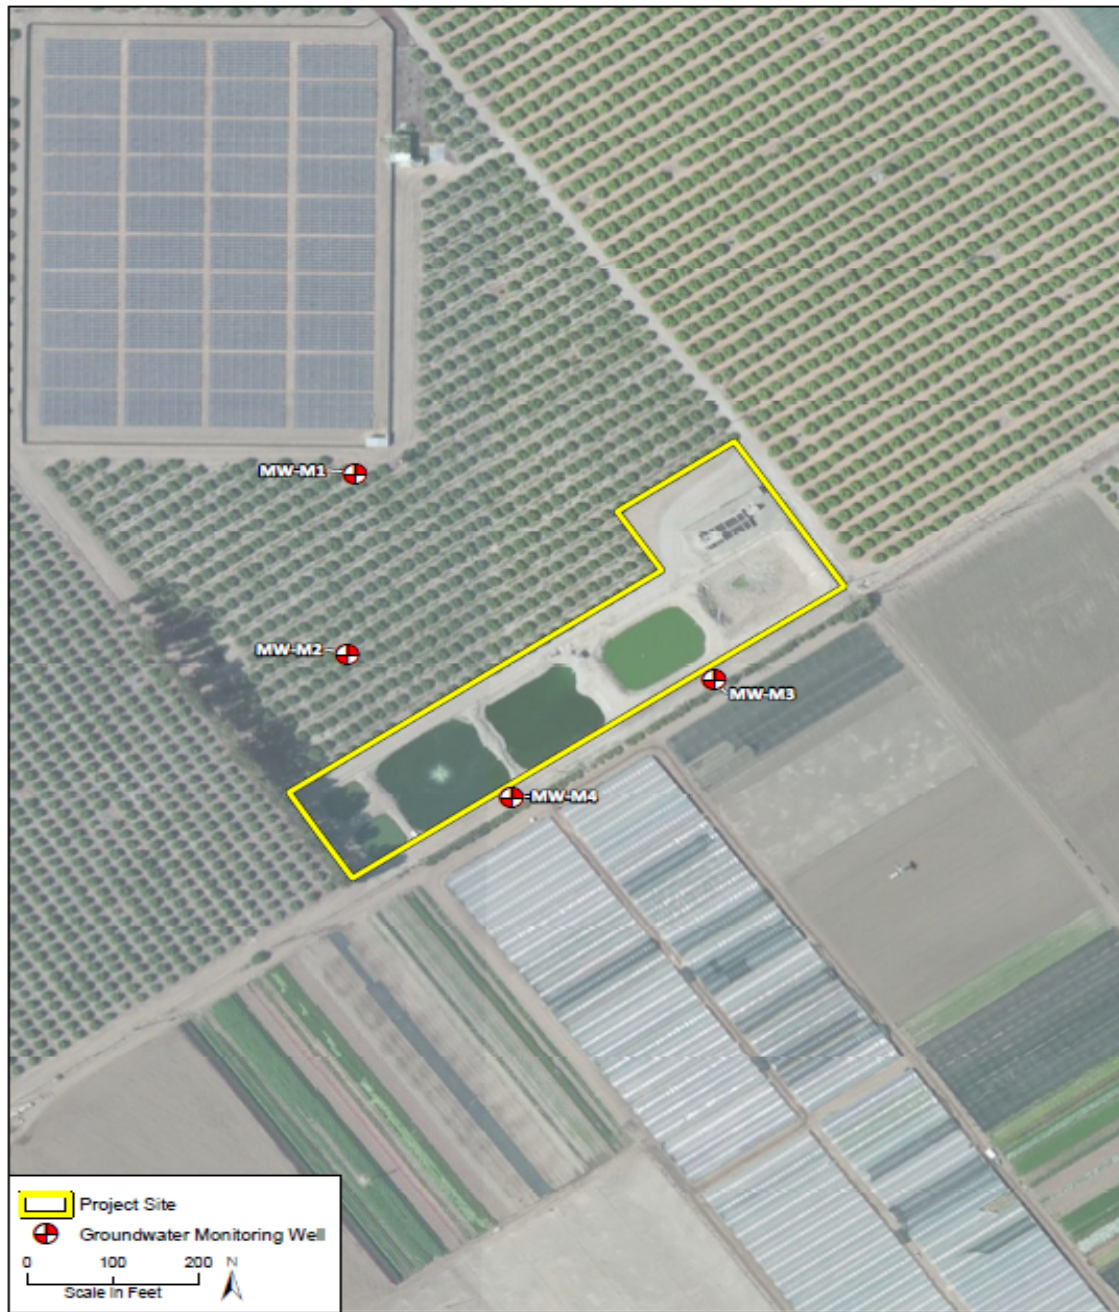 MW-M1
MW-M2
MW-M3
MW-M4
Project Site
Groundwater Monitoring Well
0 100 200 N
Scale In Feet